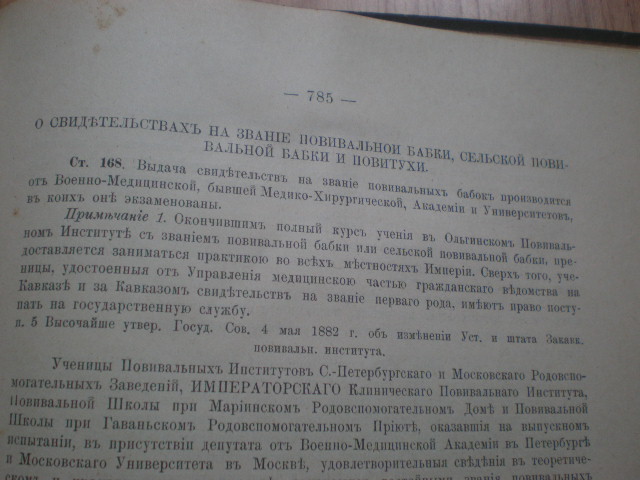 — 785 —
О СВИДѢТЕЛЬСТВАХЪ НА ЗВАНІЕ ПОВИВАЛЬНОЙ БАБКИ, СЕЛЬСКОЙ ПОВИ-
ВАЛЬНОЙ БАБКИ И ПОВИТУХИ.
Ст. 168. Выдача свидѣтельствъ на званіе повивальныхъ бабокъ производится
отъ Военно-Медицинской, бывшей Медико-Хирургической, Академіи и Университетовъ,
въ коихъ онѣ экзаменованы.
Примѣчаніе 1. Окончившимъ полный курсъ ученія въ Ольгинскомъ Повиваль-
номъ Институтѣ съ званіемъ повивальной бабки или сельской повивальной бабки, пре-
доставляется заниматься практикою во всѣхъ мѣстностяхъ Имперіи. Сверхъ того, уче-
ницы, удостоенныя отъ Управленія медицинскою частью гражданскаго вѣдомства на
Кавказѣ и за Кавказомъ свидѣтельствъ на званіе перваго рода, имѣютъ право посту-
пать на государственную службу.
п. 5 Высочайше утвер. Госуд. Сов. 4 мая 1882 г. объ измѣненіи Уст. и штата Закавк.
повивальн. института.
Ученицы Повивальныхъ Институтовъ С.-Петербургскаго и Московскаго Родовспо-
могательныхъ Заведеній, ИМПЕРАТОРСКАГО Клиническаго Повивальнаго Института,
Повивальной Школы при Маріинскомъ Родовспомогательномъ Домѣ и Повивальной
Школы при Гаваньскомъ Родовспомогательномъ Пріютѣ, оказавшія на выпускномъ
испытаніи, въ присутствіи депутата отъ Военно-Медицинской Академіи въ Петербургѣ
и Московскаго Университета въ Москвѣ, удовлетворительныя свѣдѣнія въ теоретиче-
повивальныхъ